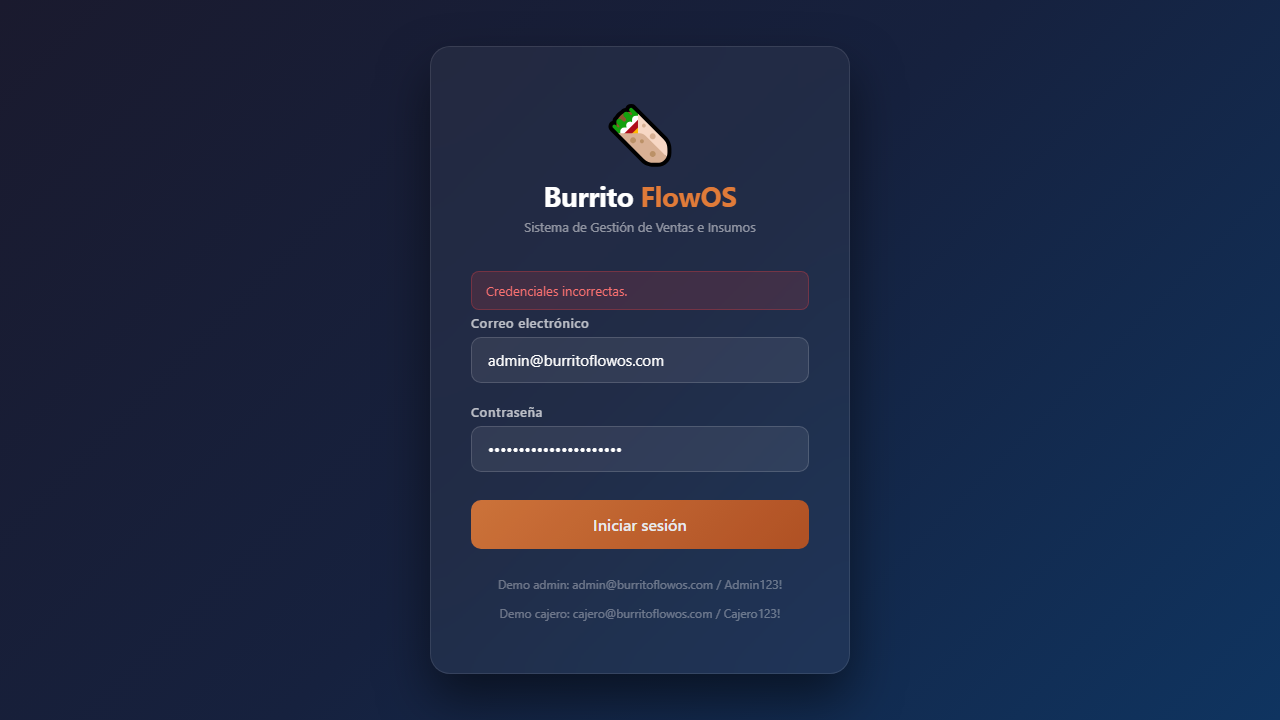 Burrito FlowOS
Sistema de Gestión de Ventas e Insumos
Credenciales incorrectas.
Correo electrónico
admin@burritoflowos.com
Contraseña
••••••••••••••••••••••
Iniciar sesión
Demo admin: admin@burritoflowos.com / Admin123!
Demo cajero: cajero@burritoflowos.com / Cajero123!